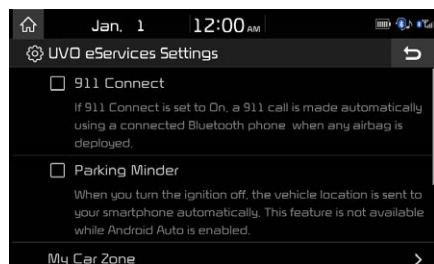 Jan. 1 12:00 AM
UVO eServices Settings
911 Connect
If 911 Connect is set to On, a 911 call is made automatically
using a connected Bluetooth phone when any airbag is
deployed.
Parking Minder
When you turn the ignition off, the vehicle location is sent to
your smartphone automatically. This feature is not available
while Android Auto is enabled.
My Car Zone